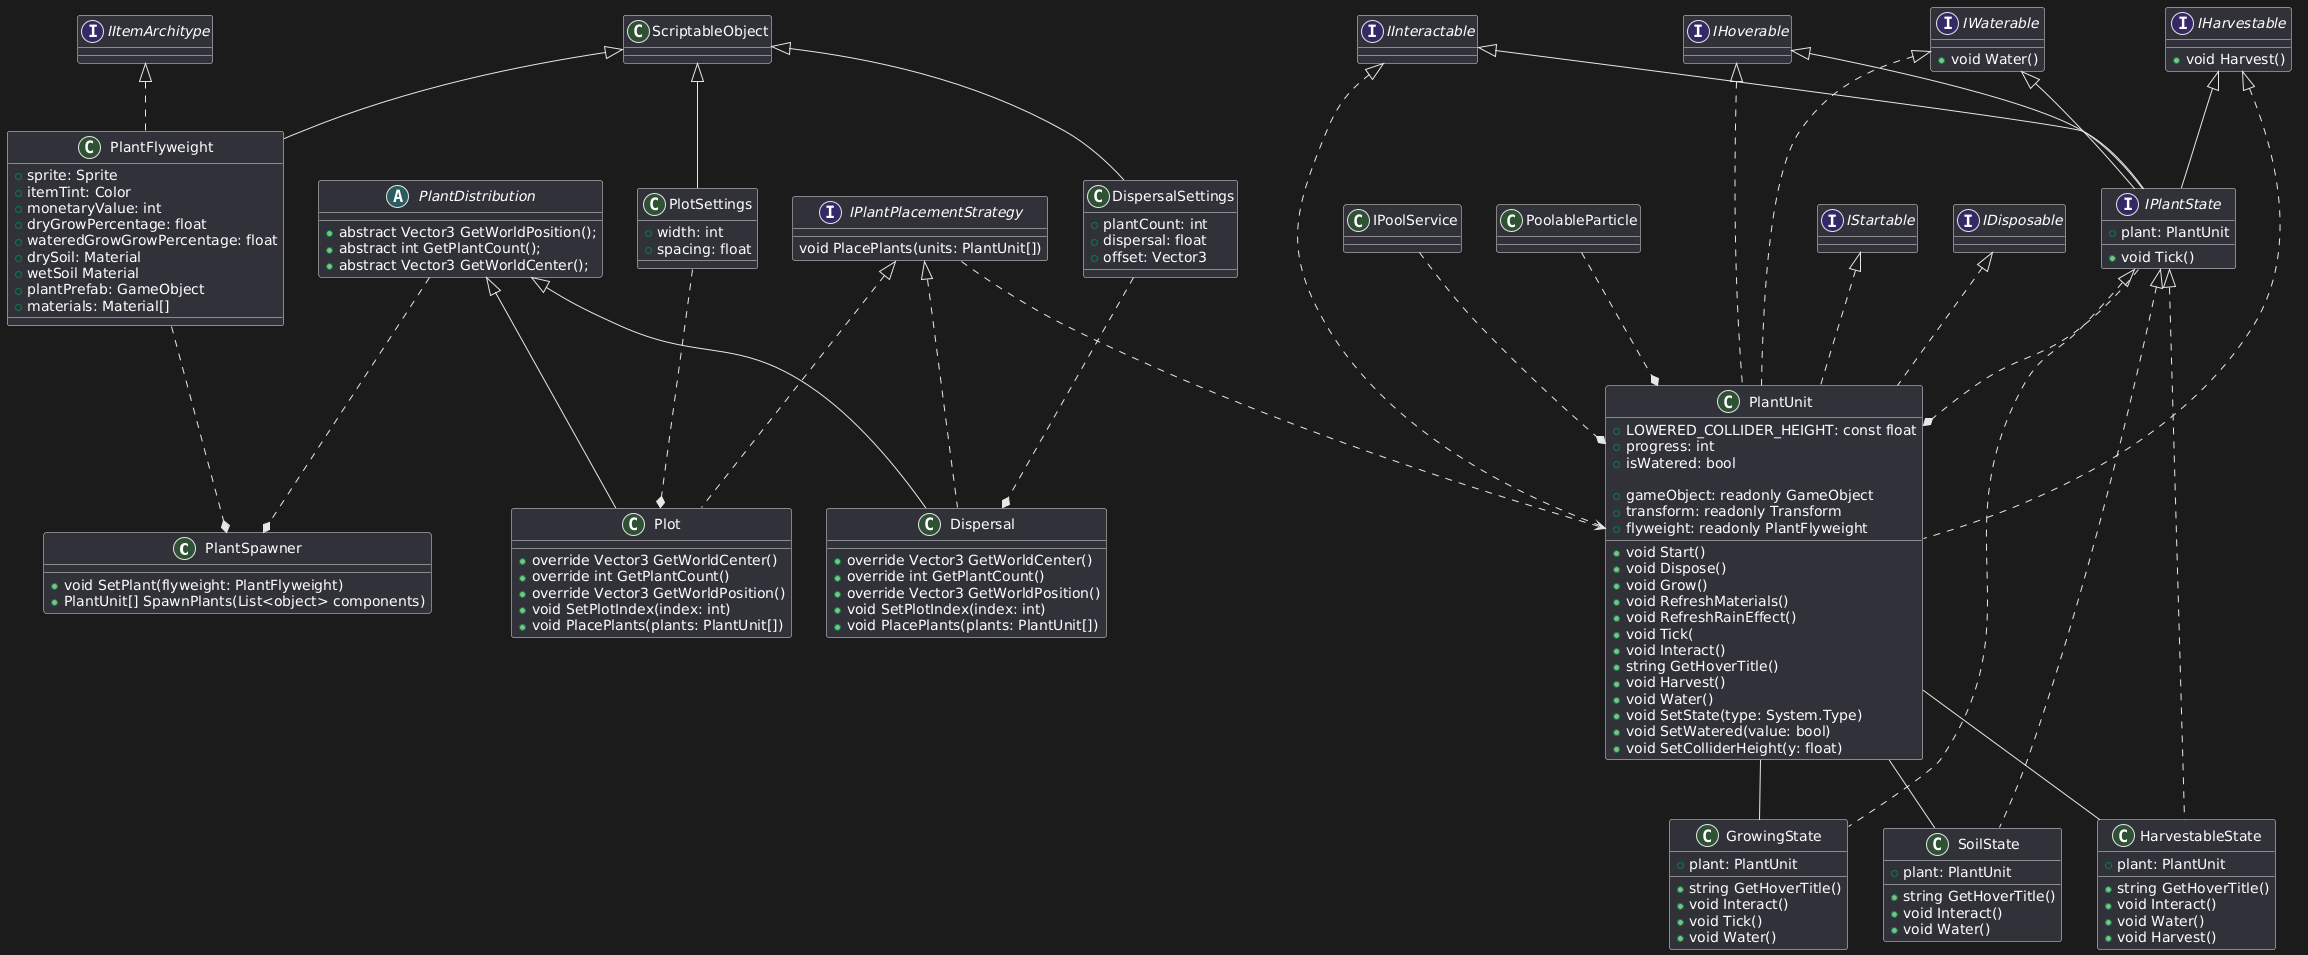 I IItemArchitype
C ScriptableObject
I IInteractable
I IHoverable
I IWaterable
void Water()
I IHarvestable
void Harvest()
C PlantFlyweight
sprite: Sprite
itemTint: Color
monetaryValue: int
dryGrowPercentage: float
wateredGrowGrowPercentage: float
drySoil: Material
wetSoil Material
plantPrefab: GameObject
materials: Material[]
A PlantDistribution
abstract Vector3 GetWorldPosition();
abstract int GetPlantCount();
abstract Vector3 GetWorldCenter();
C PlotSettings
width: int
spacing: float
I IPlantPlacementStrategy
void PlacePlants(units: PlantUnit[])
C DispersalSettings
plantCount: int
dispersal: float
offset: Vector3
C IPoolService
C PoolableParticle
I IStartable
I IDisposable
I IPlantState
plant: PlantUnit
void Tick()
C PlantSpawner
void SetPlant(flyweight: PlantFlyweight)
PlantUnit[] SpawnPlants(List<object> components)
C Plot
override Vector3 GetWorldCenter()
override int GetPlantCount()
override Vector3 GetWorldPosition()
void SetPlotIndex(index: int)
void PlacePlants(plants: PlantUnit[])
C Dispersal
override Vector3 GetWorldCenter()
override int GetPlantCount()
override Vector3 GetWorldPosition()
void SetPlotIndex(index: int)
void PlacePlants(plants: PlantUnit[])
C PlantUnit
LOWERED_COLLIDER_HEIGHT: const float
progress: int
isWatered: bool
gameObject: readonly GameObject
transform: readonly Transform
flyweight: readonly PlantFlyweight
void Start()
void Dispose()
void Grow()
void RefreshMaterials()
void RefreshRainEffect()
void Tick(
void Interact()
string GetHoverTitle()
void Harvest()
void Water()
void SetState(type: System.Type)
void SetWatered(value: bool)
void SetColliderHeight(y: float)
C GrowingState
plant: PlantUnit
string GetHoverTitle()
void Interact()
void Tick()
void Water()
C SoilState
plant: PlantUnit
string GetHoverTitle()
void Interact()
void Water()
C HarvestableState
plant: PlantUnit
string GetHoverTitle()
void Interact()
void Water()
void Harvest()